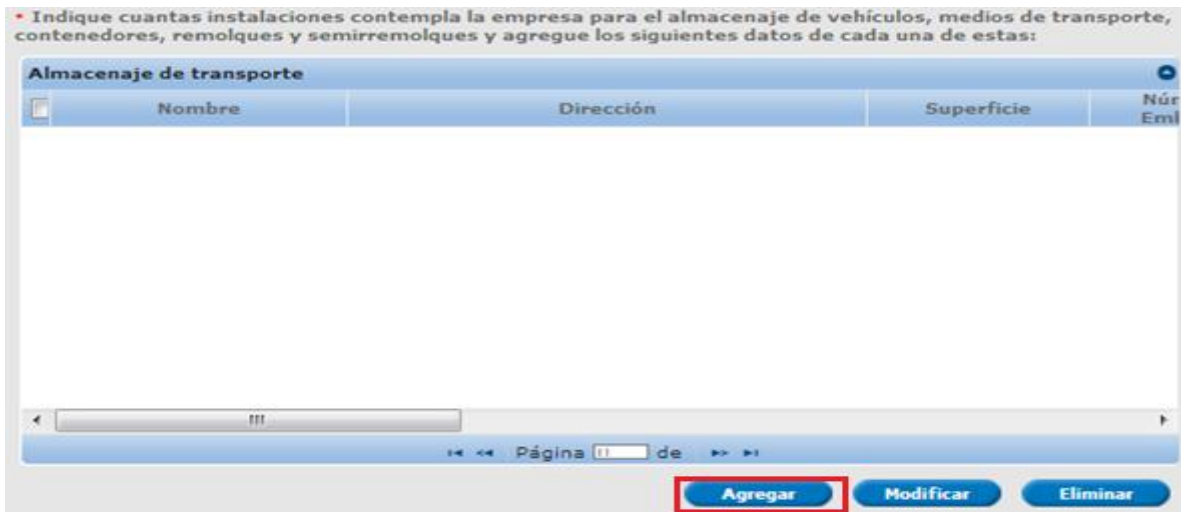 • Indique cuantas instalaciones contempla la empresa para el almacenaje de vehículos, medios de transporte,
contenedores, remolques y semirremolques y agregue los siguientes datos de cada una de estas:
Almacenaje de transporte
Nombre Dirección Superficie
Página de
Agregar Modificar Eliminar